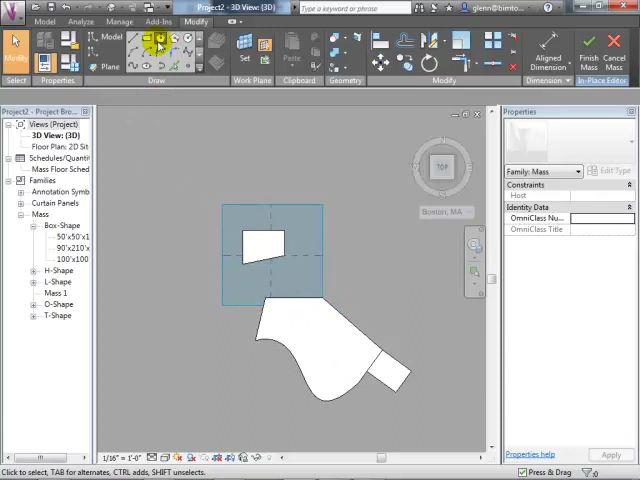 Project2 - 3D View: {3D}
Type a keyword or phrase
glenn@bimto
Model
Analyze
Manage
Add-Ins
Modify
Modify
Model
Plane
Set
Aligned
Dimension
Finish
Mass
Cancel
Mass
Select
Properties
Draw
Work Plane
Clipboard
Geometry
Modify
Dimension
In-Place Editor
Project2 - Project Bro...
Views (Project)
3D View: {3D}
Floor Plan: 2D Sit
Schedules/Quantit
Mass Floor Sched
Families
Annotation Symb
Curtain Panels
Mass
Box-Shape
50'x50'x1
90'x210'x
100'x100
H-Shape
L-Shape
Mass 1
O-Shape
T-Shape
TOP
Boston, MA
Properties
Family: Mass
Edit Type
Constraints
Host
Identity Data
OmniClass Nu...
OmniClass Title
Properties help
Apply
1/16" = 1'-0"
Click to select, TAB for alternates, CTRL adds, SHIFT unselects.
Press & Drag
:0